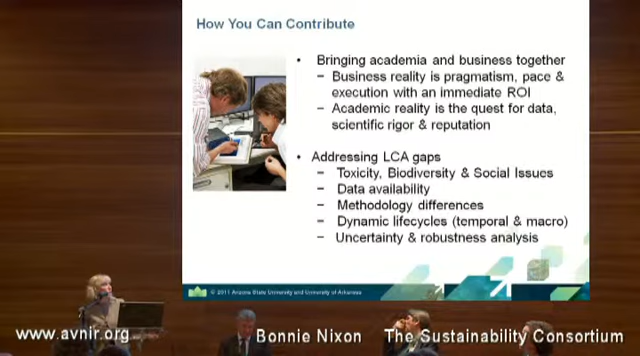 How You Can Contribute
• Bringing academia and business together
– Business reality is pragmatism, pace &
execution with an immediate ROI
– Academic reality is the quest for data,
scientific rigor & reputation
• Addressing LCA gaps
– Toxicity, Biodiversity & Social Issues
– Data availability
– Methodology differences
– Dynamic lifecycles (temporal & macro)
– Uncertainty & robustness analysis
© 2011 Arizona State University and University of Arkansas
www.avnir.org Bonnie Nixon The Sustainability Consortium